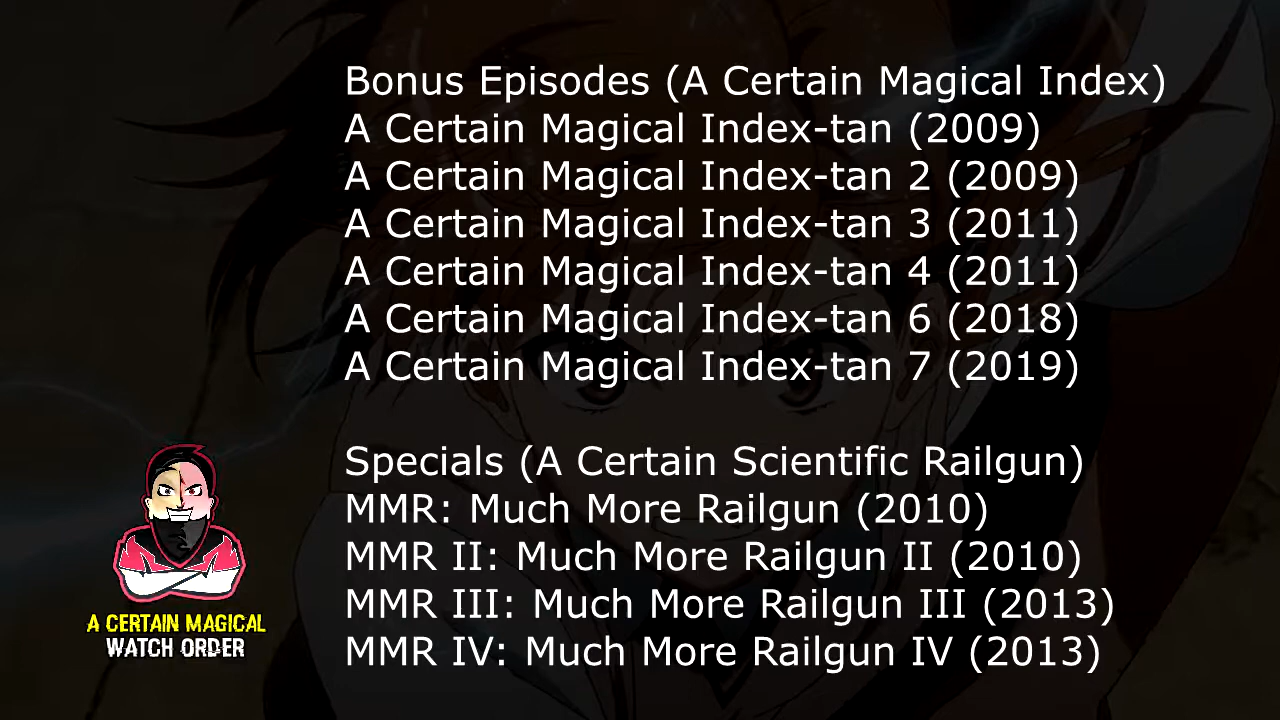 Bonus Episodes (A Certain Magical Index)
A Certain Magical Index-tan (2009)
A Certain Magical Index-tan 2 (2009)
A Certain Magical Index-tan 3 (2011)
A Certain Magical Index-tan 4 (2011)
A Certain Magical Index-tan 6 (2018)
A Certain Magical Index-tan 7 (2019)
Specials (A Certain Scientific Railgun)
MMR: Much More Railgun (2010)
MMR II: Much More Railgun II (2010)
MMR III: Much More Railgun III (2013)
MMR IV: Much More Railgun IV (2013)
A CERTAIN MAGICAL
WATCH ORDER